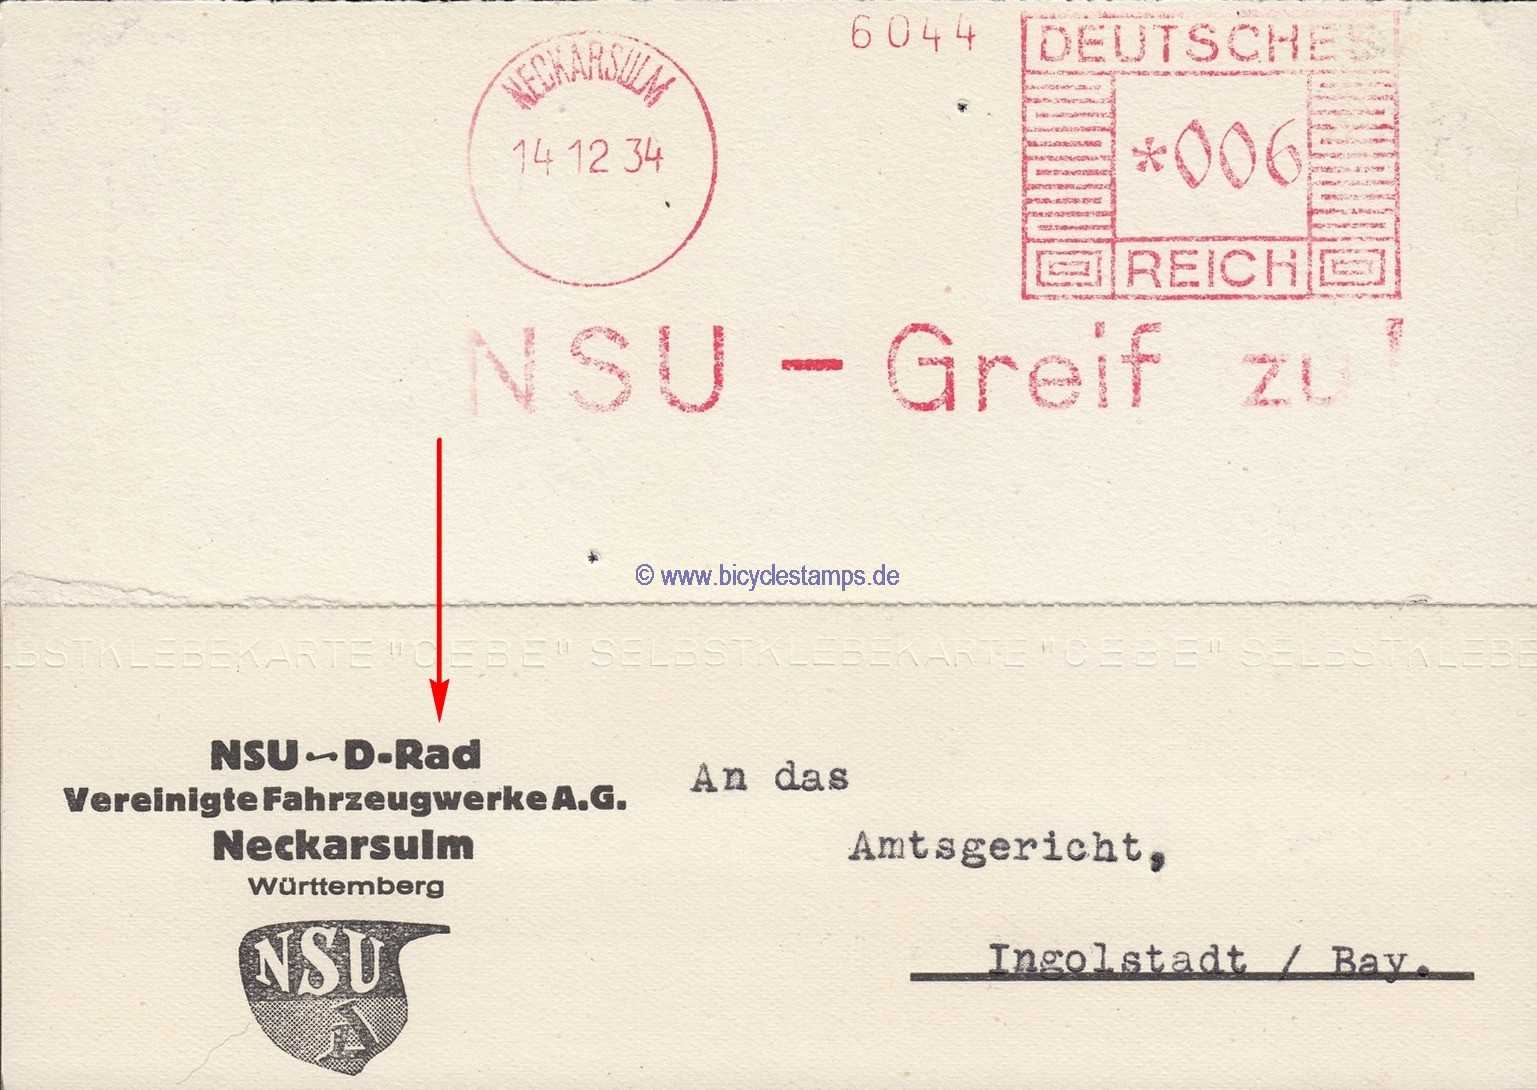 6044
DEUTSCHES
NECKARSULM
14 12 34
*006
REICH
NSU – Greif zu!
© www.bicyclestamps.de
LBSTKLEBEKARTE "CEBE" SELBSTKLEBEKARTE "CEBE" SELBSTKLEBE
NSU-D-Rad
Vereinigte Fahrzeugwerke A.G.
Neckarsulm
Württemberg
NSU
An das
Amtsgericht,
Ingolstadt / Bay.